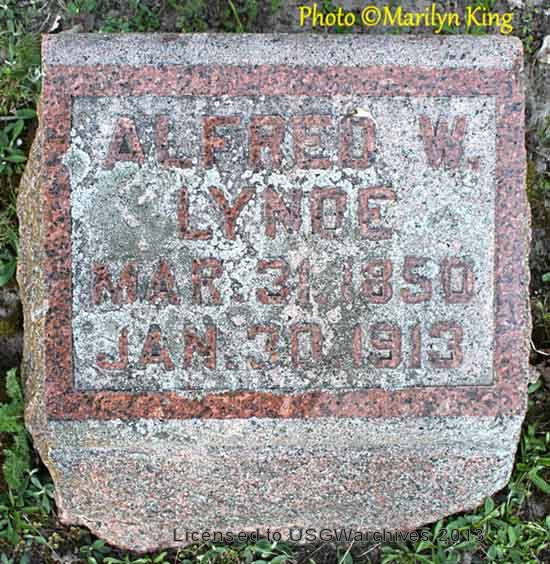 Photo ©Marilyn King
ALFRED W.
LYNDE
MAR. 31. 1850
JAN. 30. 1913
Licensed to USGWarchives 2013